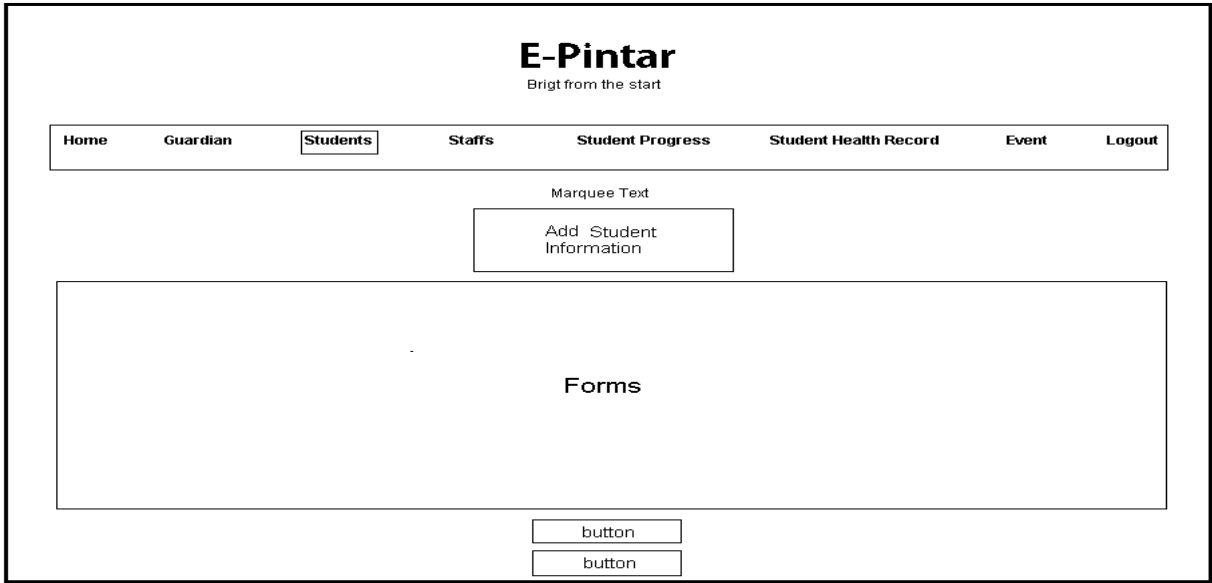 E-Pintar
Brigt from the start
Home Guardian Students Staffs Student Progress Student Health Record Event Logout
Marquee Text
Add Student
Information
Forms
button
button